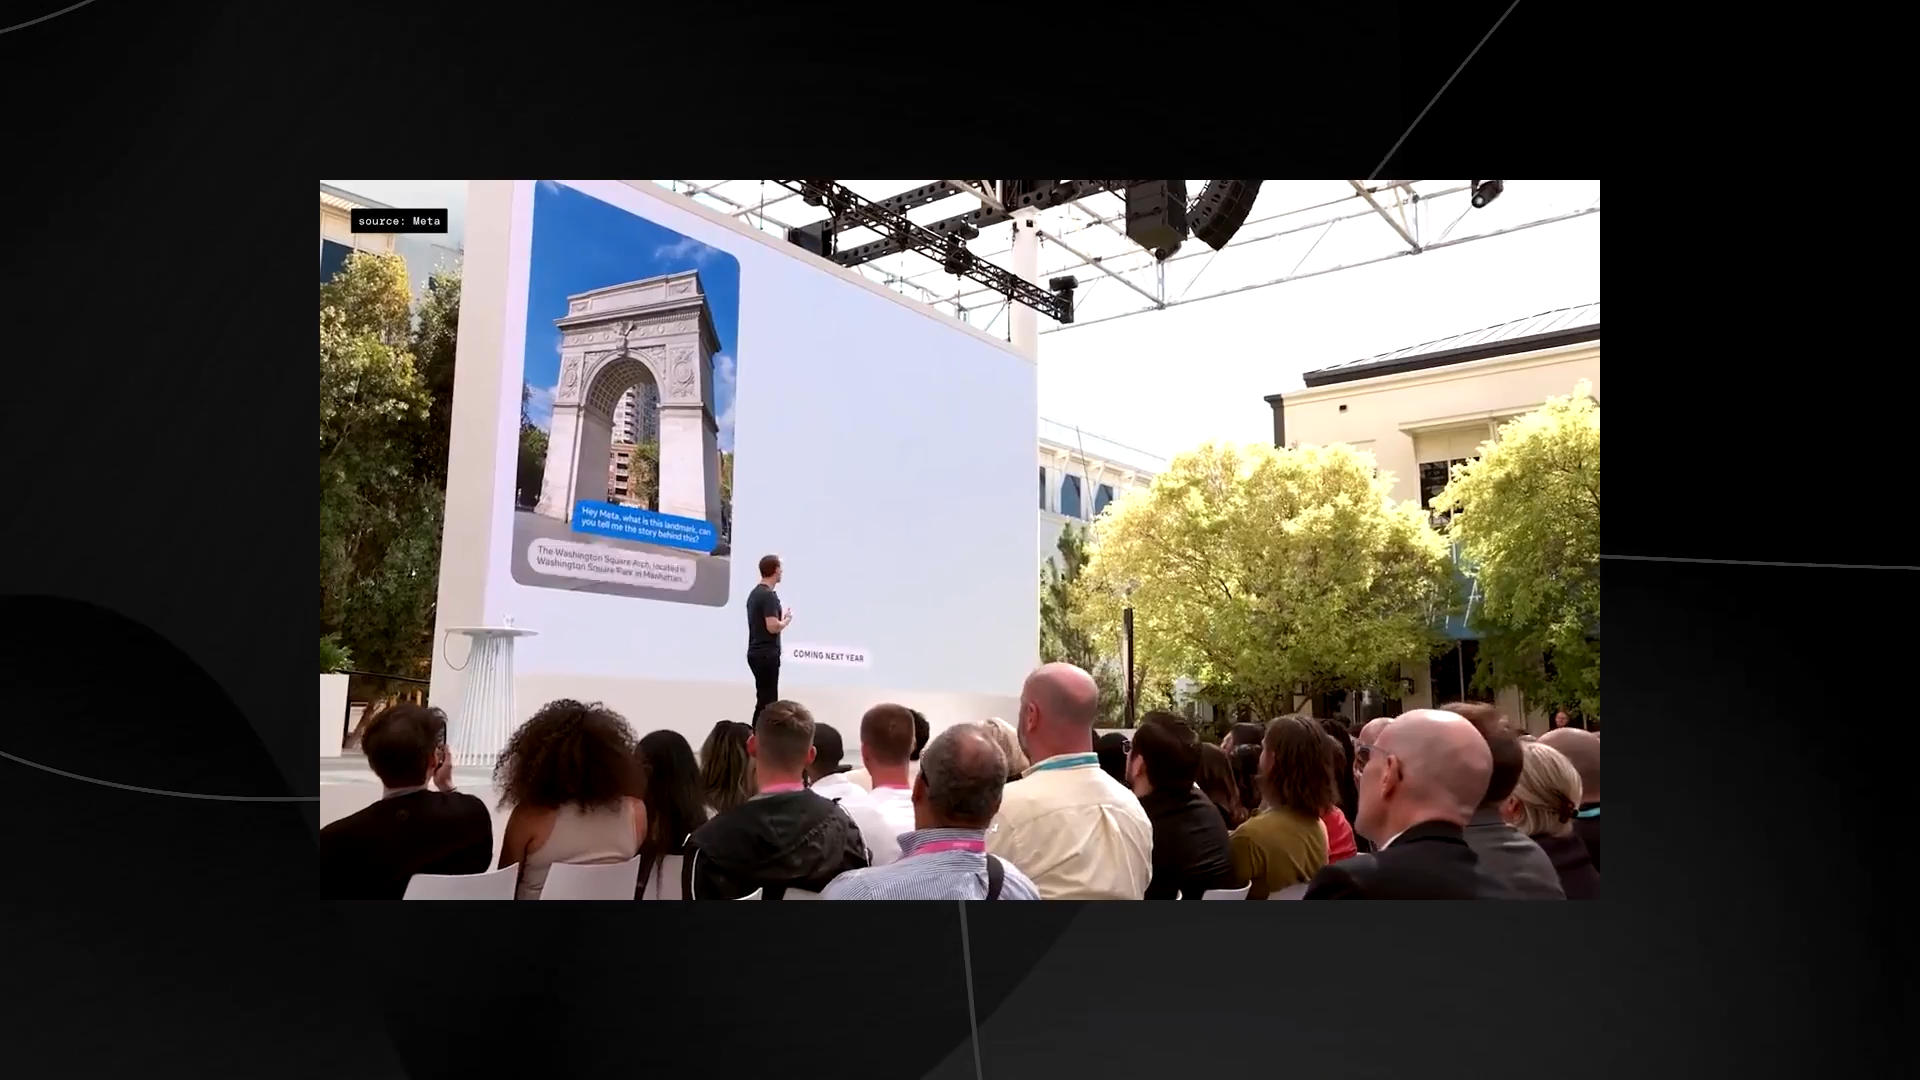 source: Meta
Hey Meta, what is this landmark, can
you tell me the story behind this?
The Washington Square Arch, located in
Washington Square Park in Manhattan...
COMING NEXT YEAR